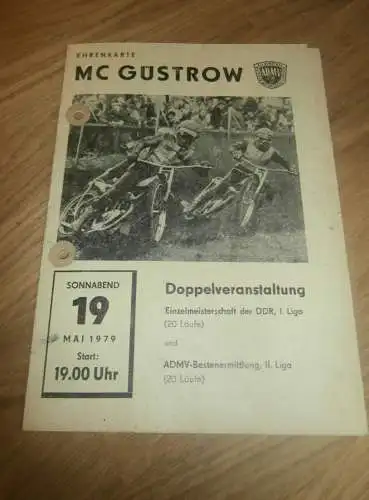 EHRENKARTE
MC GÜSTROW
ADMV
SONNABEND
19
MAI 1979
Start:
19.00 Uhr
Doppelveranstaltung
Einzelmeisterschaft der DDR, I. Liga
(20 Läufe)
und
ADMV-Bestenermittlung, II. Liga
(20 Läufe)